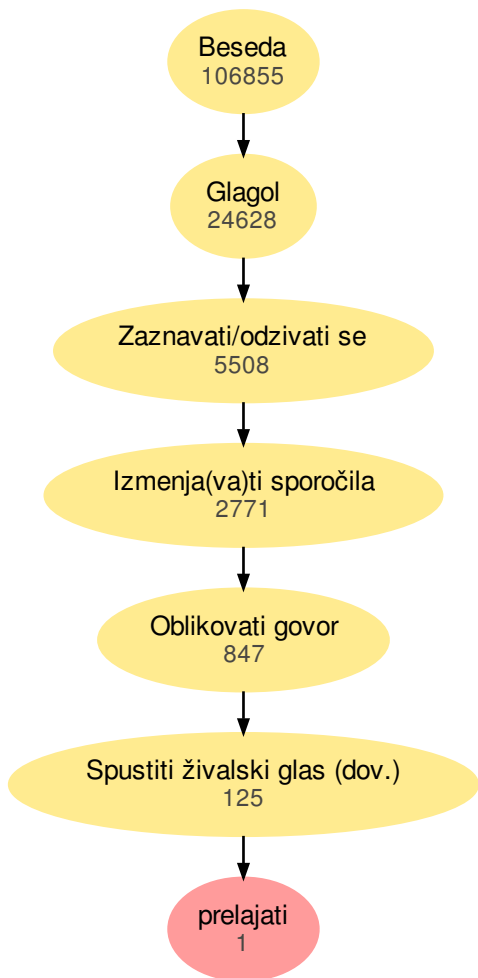 Beseda
106855
Glagol
24628
Zaznavati/odzivati se
5508
Izmenja(va)ti sporočila
2771
Oblikovati govor
847
Spustiti živalski glas (dov.)
125
prelajati
1